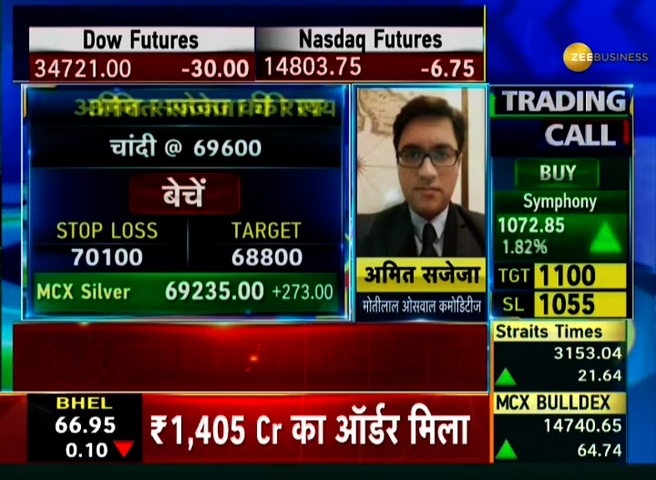 Dow Futures
34721.00 -30.00
Nasdaq Futures
14803.75 -6.75
ZEE BUSINESS
चांदी @ 69600
बेचें
STOP LOSS TARGET
70100 68800
MCX Silver 69235.00 +273.00
अमित सजेजा
मोतीलाल ओसवाल कमोडिटीज
TRADING
CALL
BUY
Symphony
1072.85
1.82%
TGT 1100
SL 1055
Straits Times
3153.04
21.64
MCX BULLDEX
14740.65
64.74
BHEL
66.95
0.10
₹1,405 Cr का ऑर्डर मिला